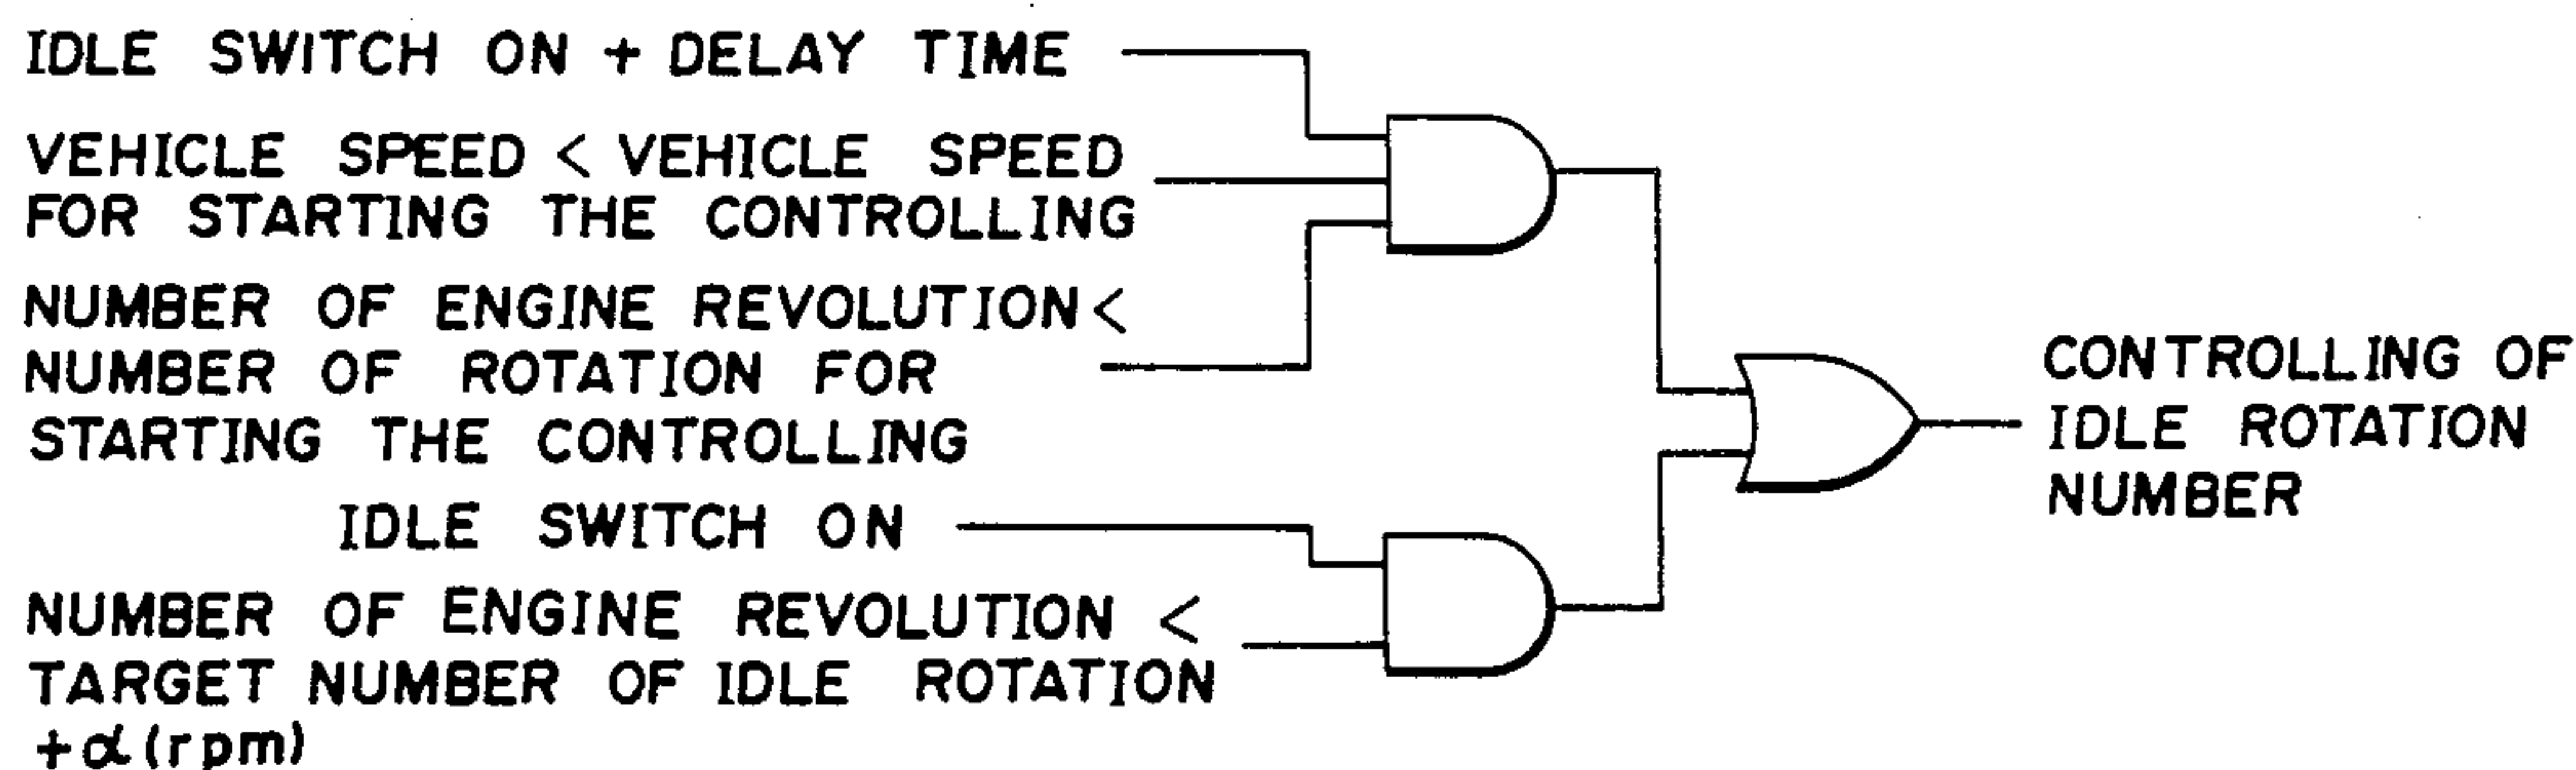 IDLE SWITCH ON + DELAY TIME
VEHICLE SPEED < VEHICLE SPEED
FOR STARTING THE CONTROLLING
NUMBER OF ENGINE REVOLUTION <
NUMBER OF ROTATION FOR
STARTING THE CONTROLLING
IDLE SWITCH ON
NUMBER OF ENGINE REVOLUTION <
TARGET NUMBER OF IDLE ROTATION
+α(rpm)
CONTROLLING OF
IDLE ROTATION
NUMBER